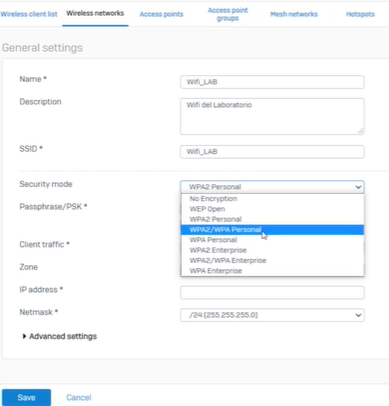 Wireless client list Wireless networks Access points Access point groups Mesh networks Hotspots
General settings
Name * Wifi_LAB
Description Wifi del Laboratorio
SSID * Wifi_LAB
Security mode WPA2 Personal
No Encryption
WEP Open
Passphrase/PSK * WPA2 Personal
WPA2/WPA Personal
WPA Personal
Client traffic * WPA2 Enterprise
WPA2/WPA Enterprise
Zone WPA Enterprise
IP address *
Netmask * /24 (255.255.255.0)
Advanced settings
Save Cancel